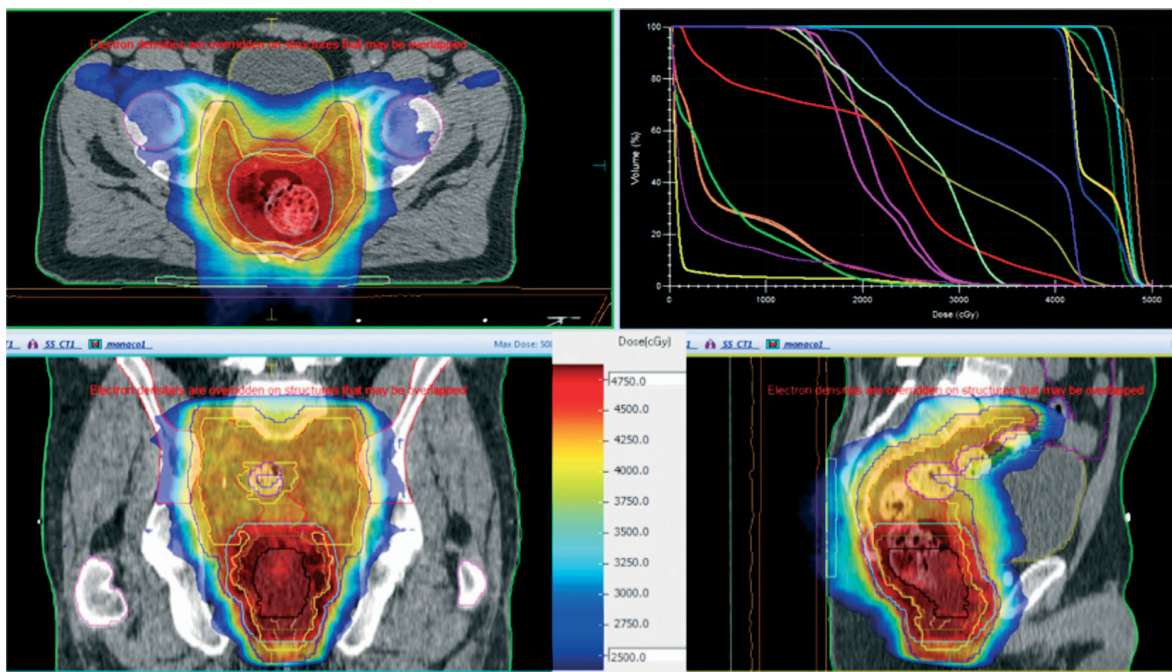 Electron densities are overridden on structures that may be overlapped
100
80
60
40
20
0
Volume (%)
0
1000
2000
3000
4000
5000
Dose (cGy)
SS_CT1
monaco1
Max Dose: 508
Electron densities are overridden on structures that may be overlapped
Dose(cGy)
4750.0
4500.0
4250.0
4000.0
3750.0
3500.0
3250.0
3000.0
2750.0
2500.0
SS_CT1
monaco1
Electron densities are overridden on structures that may be overlapped